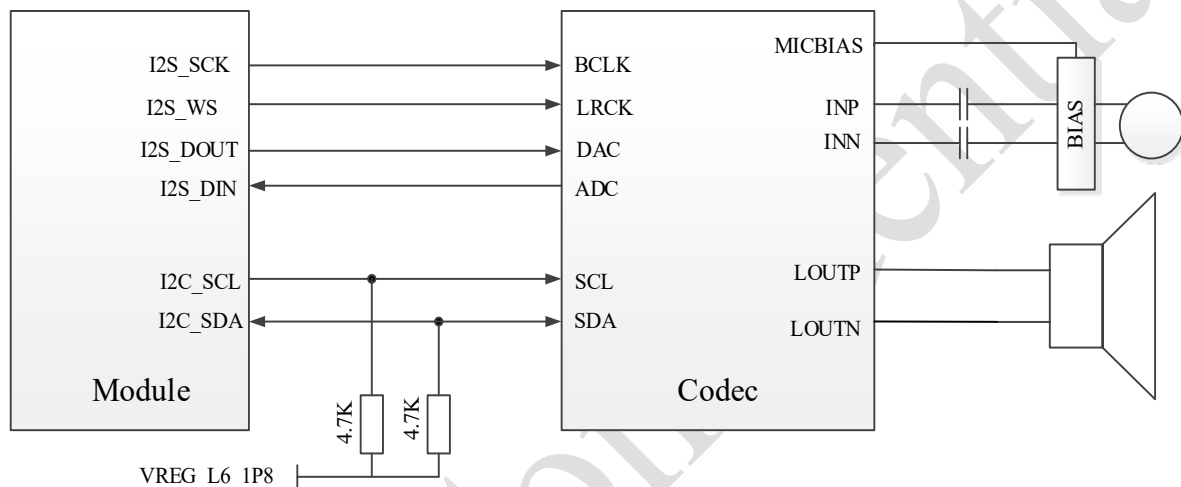 I2S_SCK
I2S_WS
I2S_DOUT
I2S_DIN
I2C_SCL
I2C_SDA
Module
BCLK
LRCK
DAC
ADC
SCL
SDA
Codec
MICBIAS
INP
INN
LOUTP
LOUTN
BIAS
4.7K
4.7K
VREG_L6_1P8